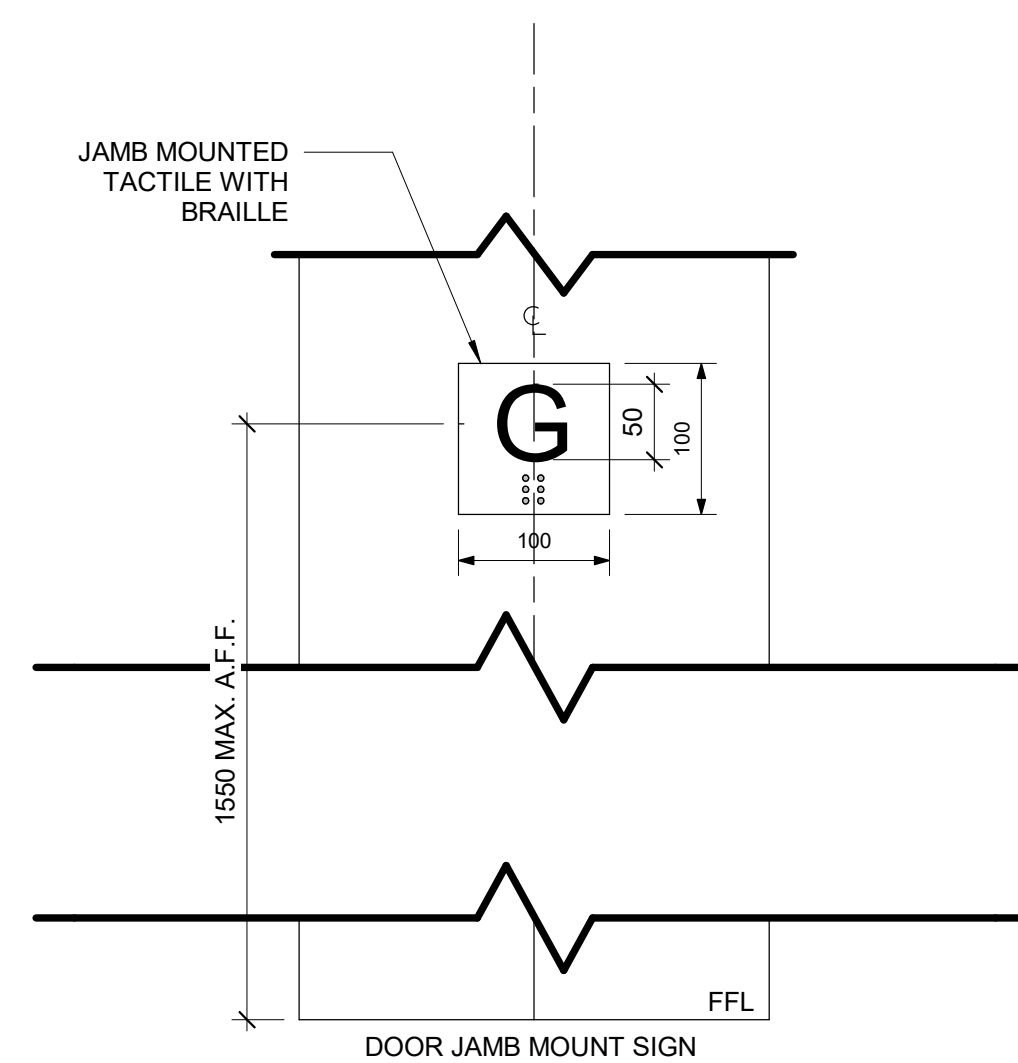 JAMB MOUNTED
TACTILE WITH
BRAILLE
℄
G
50
100
100
1550 MAX. A.F.F.
FFL
DOOR JAMB MOUNT SIGN